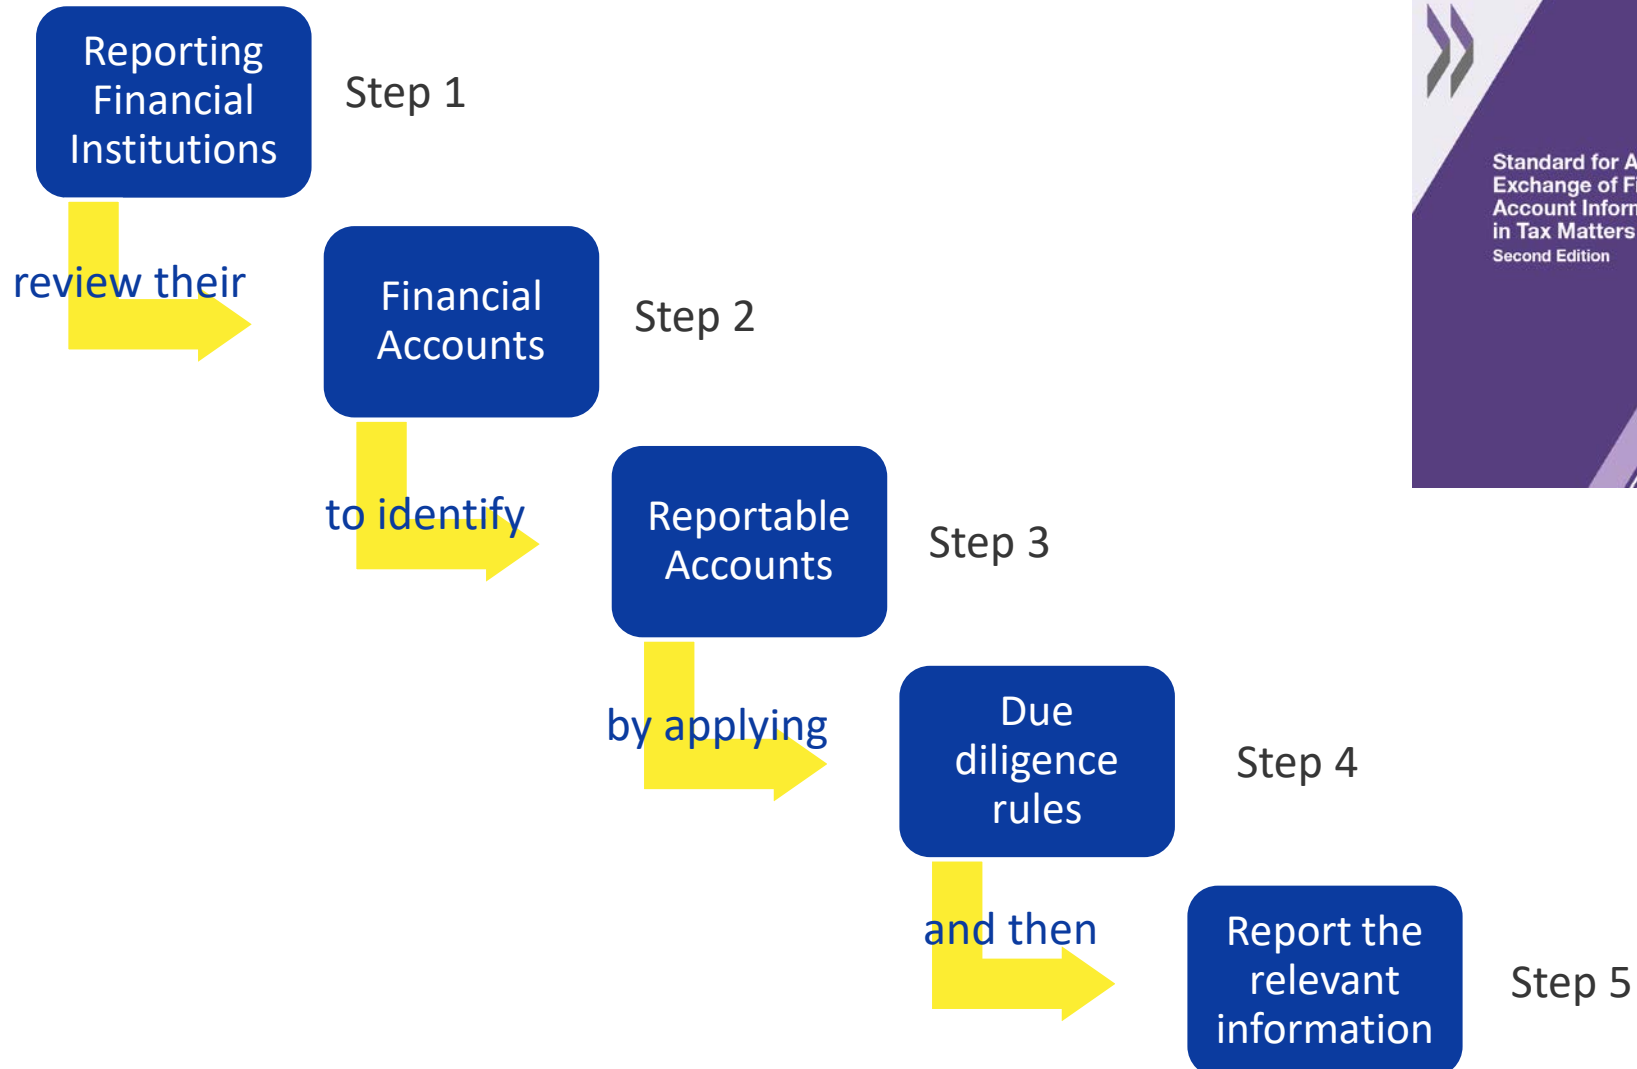 Reporting
Financial
Institutions
Step 1
review their
Financial
Accounts
Step 2
to identify
Reportable
Accounts
Step 3
by applying
Due
diligence
rules
Step 4
and then
Report the
relevant
information
Step 5
Standard for
Exchange of
Account
in Tax Matters
Second Edition